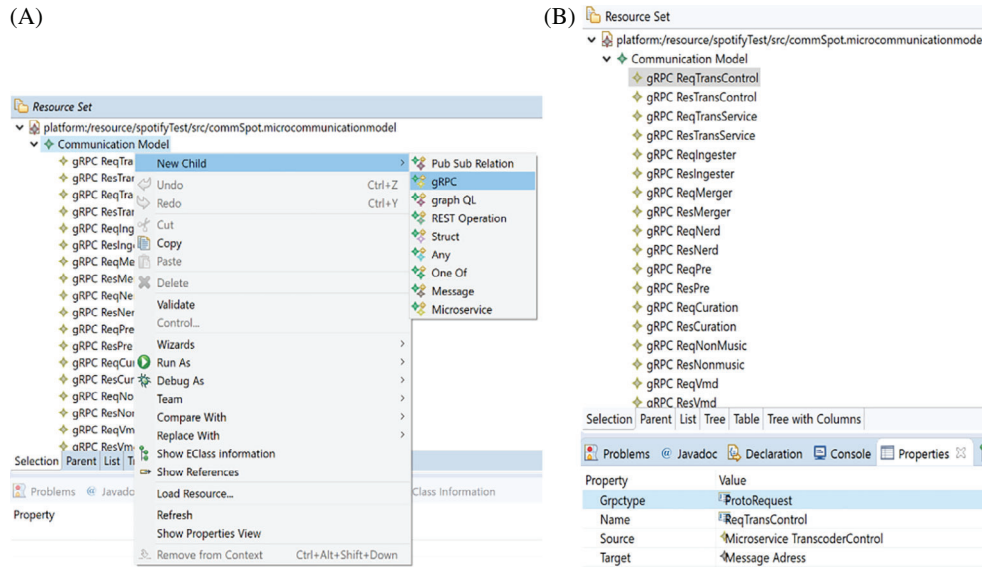 (A)
Resource Set
platform:/resource/spotifyTest/src/commSpot.microcommunicationmodel
Communication Model
gRPC ReqTra
gRPC ResTrar
gRPC ReqTra
gRPC ResTrar
gRPC ReqIng
gRPC ResIng
gRPC ReqMe
gRPC ResMe
gRPC ReqNe
gRPC ResNer
gRPC ReqPre
gRPC ResPre
gRPC ReqCu
gRPC ResCur
gRPC ReqNo
gRPC ResNor
gRPC ReqVm
gRPC ResVm
New Child
Undo Ctrl+Z
Redo Ctrl+Y
Cut
Copy
Paste
Delete
Validate
Control...
Wizards
Run As
Debug As
Team
Compare With
Replace With
Show EClass information
Show References
Load Resource...
Refresh
Show Properties View
Remove from Context Ctrl+Alt+Shift+Down
Pub Sub Relation
gRPC
graph QL
REST Operation
Struct
Any
One Of
Message
Microservice
Selection Parent List Tr
Problems @ Javado Class Information
Property
(B)
Resource Set
platform:/resource/spotifyTest/src/commSpot.microcommunicationmode
Communication Model
gRPC ReqTransControl
gRPC ResTransControl
gRPC ReqTransService
gRPC ResTransService
gRPC ReqIngester
gRPC ResIngester
gRPC ReqMerger
gRPC ResMerger
gRPC ReqNerd
gRPC ResNerd
gRPC ReqPre
gRPC ResPre
gRPC ReqCuration
gRPC ResCuration
gRPC ReqNonMusic
gRPC ResNonmusic
gRPC ReqVmd
gRPC ResVmd
Selection Parent List Tree Table Tree with Columns
Problems @ Javadoc Declaration Console Properties
Property Value
Grpctype ProtoRequest
Name ReqTransControl
Source Microservice TranscoderControl
Target Message Adress